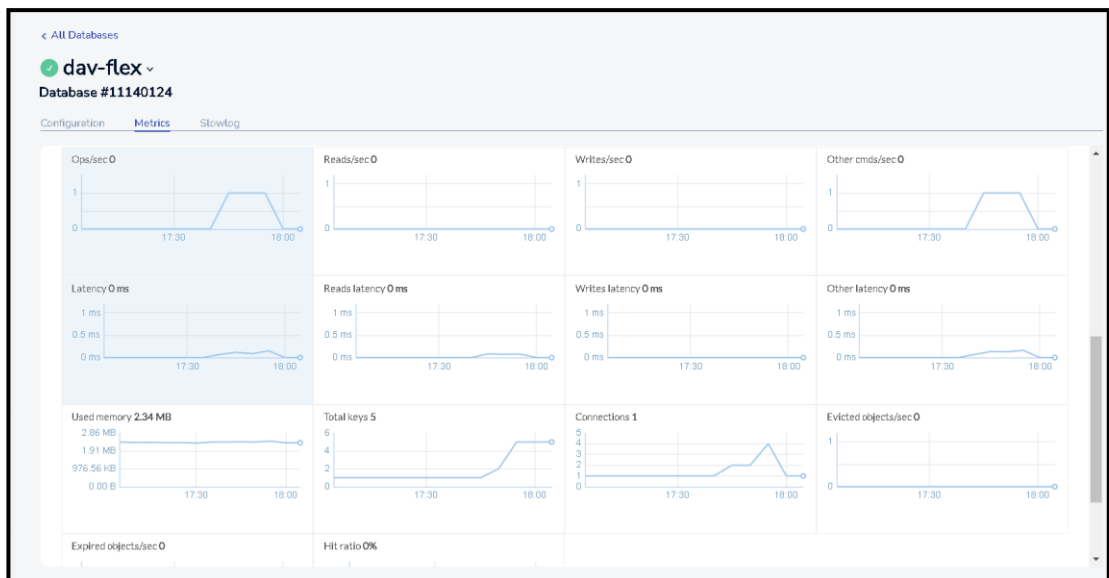 < All Databases
dav-flex
Database #11140124
Configuration Metrics Slowlog
Ops/sec 0
1
0
17:30 18:00
Reads/sec 0
1
0
17:30 18:00
Writes/sec 0
1
0
17:30 18:00
Other cmds/sec 0
1
0
17:30 18:00
Latency 0 ms
1 ms
0.5 ms
0 ms
17:30 18:00
Reads latency 0 ms
1 ms
0.5 ms
0 ms
17:30 18:00
Writes latency 0 ms
1 ms
0.5 ms
0 ms
17:30 18:00
Other latency 0 ms
1 ms
0.5 ms
0 ms
17:30 18:00
Used memory 2.34 MB
2.86 MB
1.91 MB
976.56 KB
0.00 B
17:30 18:00
Total keys 5
6
4
2
0
17:30 18:00
Connections 1
5
4
3
2
1
0
17:30 18:00
Evicted objects/sec 0
1
0
17:30 18:00
Expired objects/sec 0
Hit ratio 0%